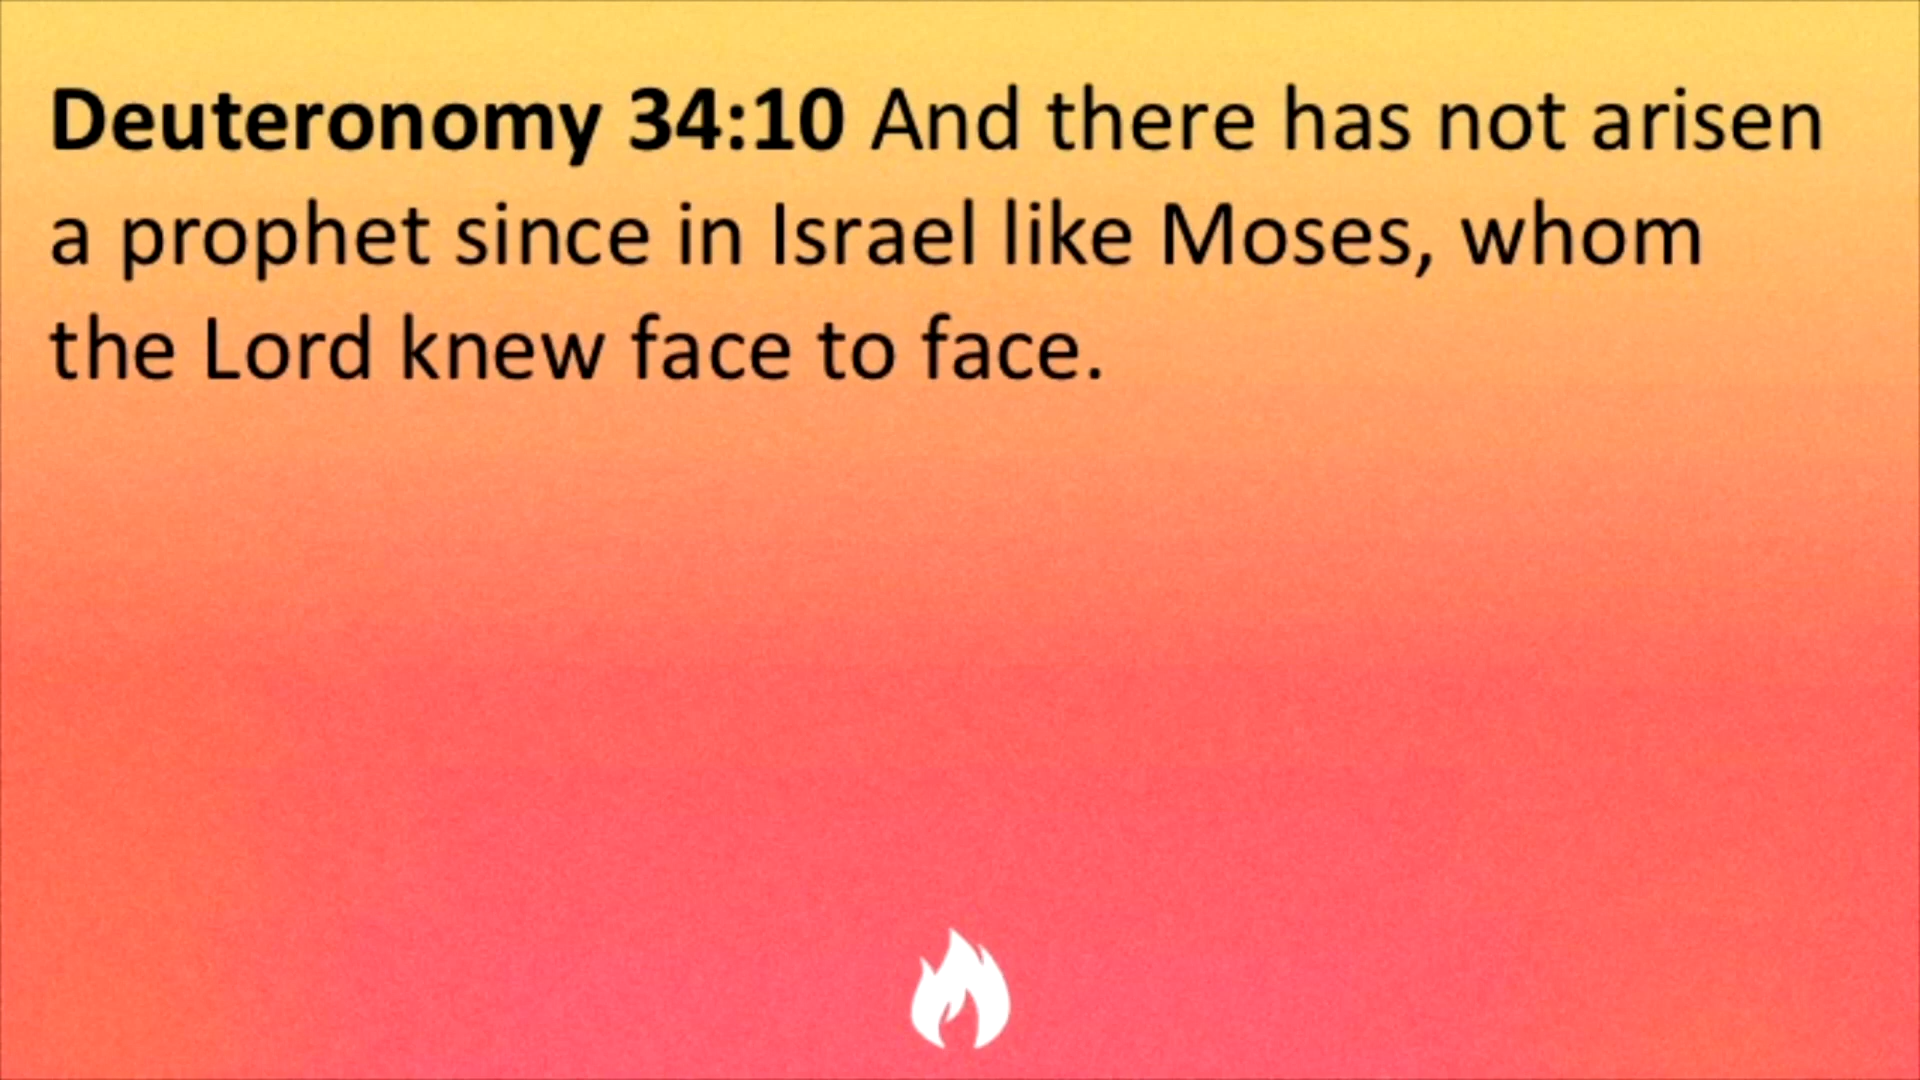 Deuteronomy 34:10 And there has not arisen
a prophet since in Israel like Moses, whom
the Lord knew face to face.